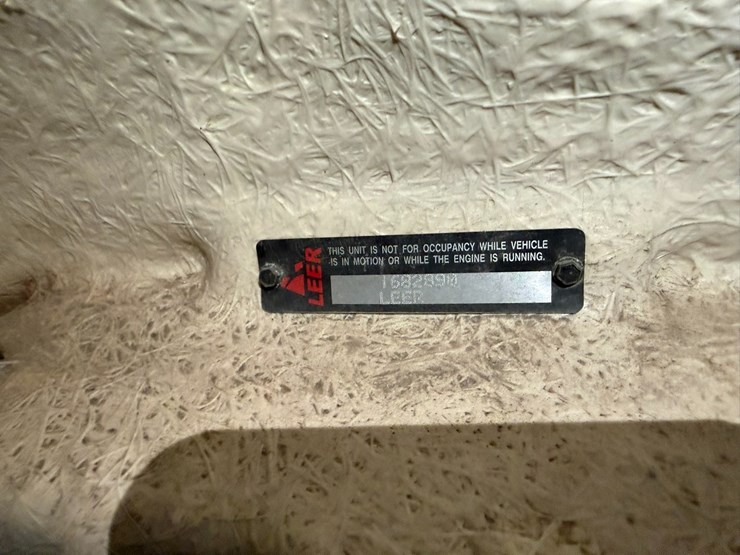 LEER
THIS UNIT IS NOT FOR OCCUPANCY WHILE VEHICLE
IS IN MOTION OR WHILE THE ENGINE IS RUNNING.
LEER